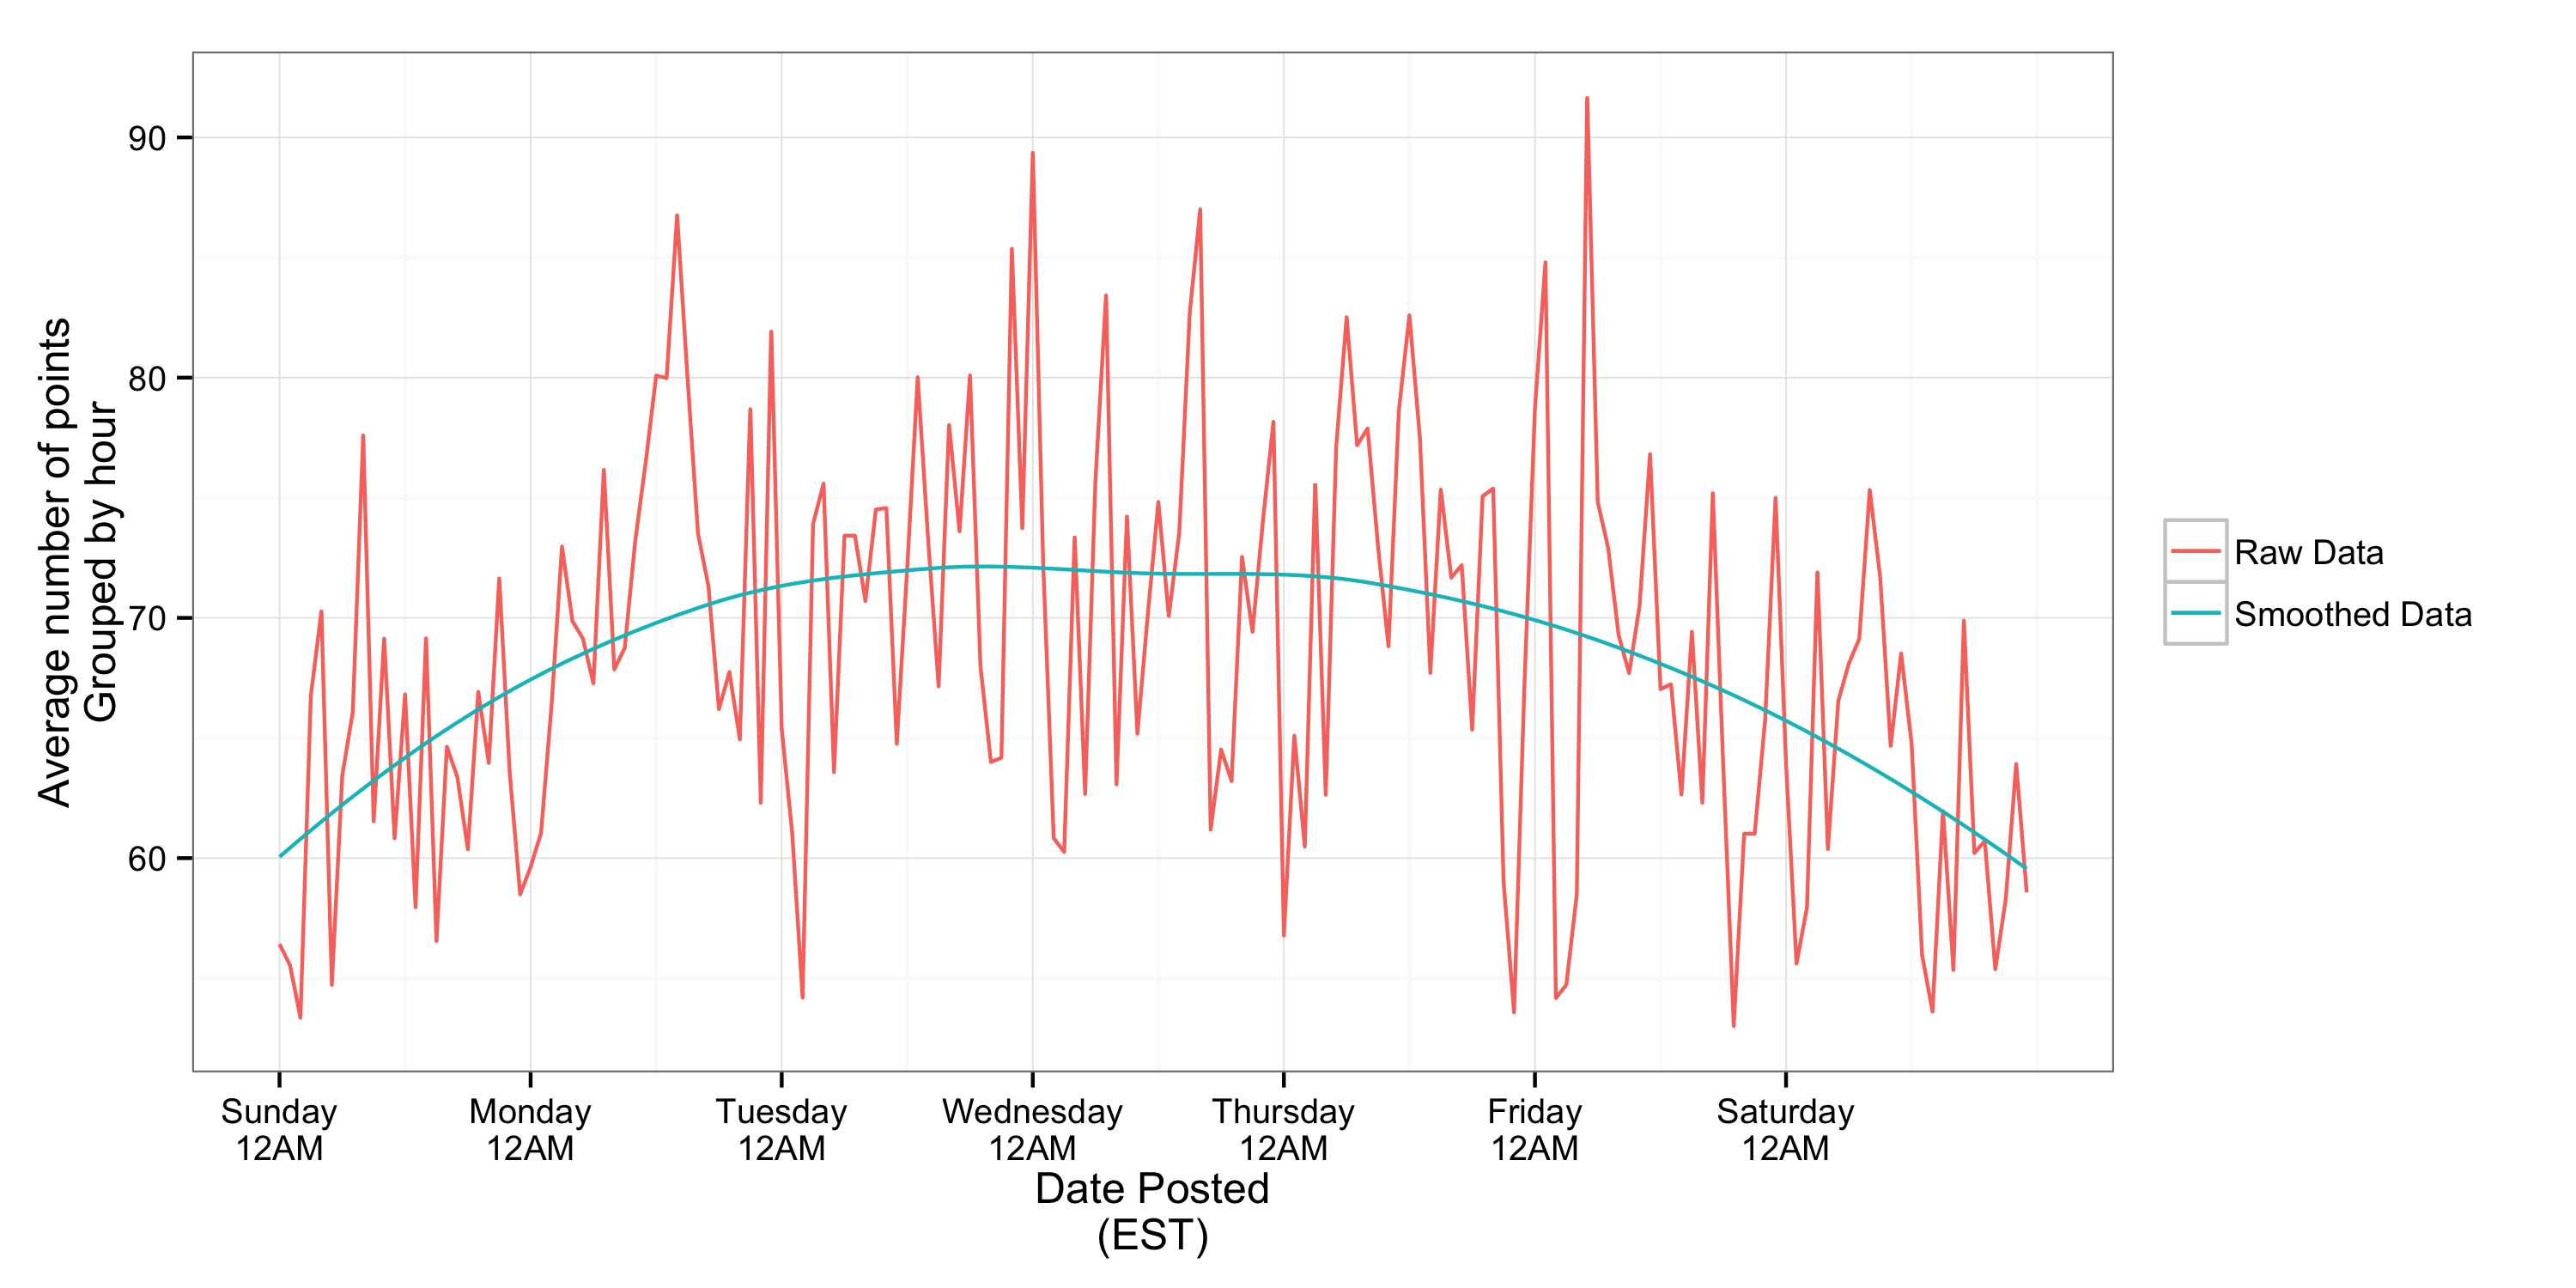 Average number of points
Grouped by hour
90
80
70
60
Sunday
12AM
Monday
12AM
Tuesday
12AM
Wednesday
12AM
Thursday
12AM
Friday
12AM
Saturday
12AM
Date Posted
(EST)
Raw Data
Smoothed Data